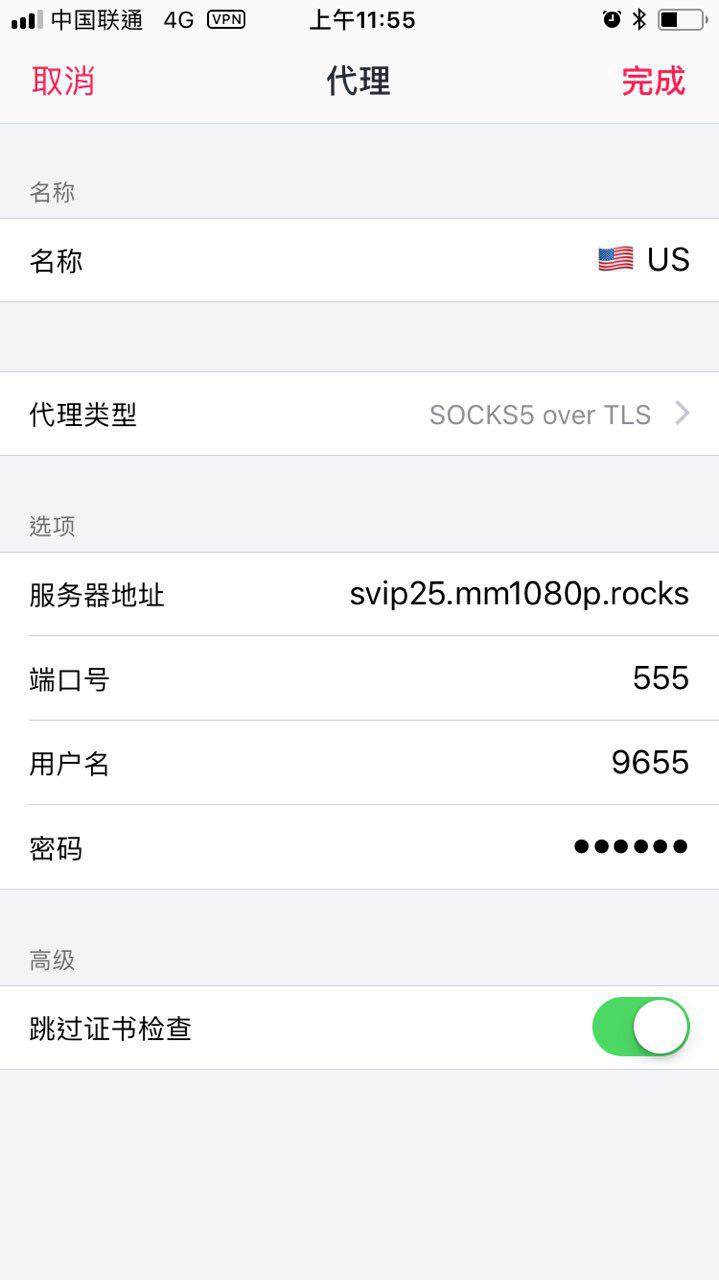 中国联通 4G VPN 上午11:55
取消 代理 完成
名称
名称 🇺🇸 US
代理类型 SOCKS5 over TLS
选项
服务器地址 svip25.mm1080p.rocks
端口号 555
用户名 9655
密码 ●●●●●●
高级
跳过证书检查